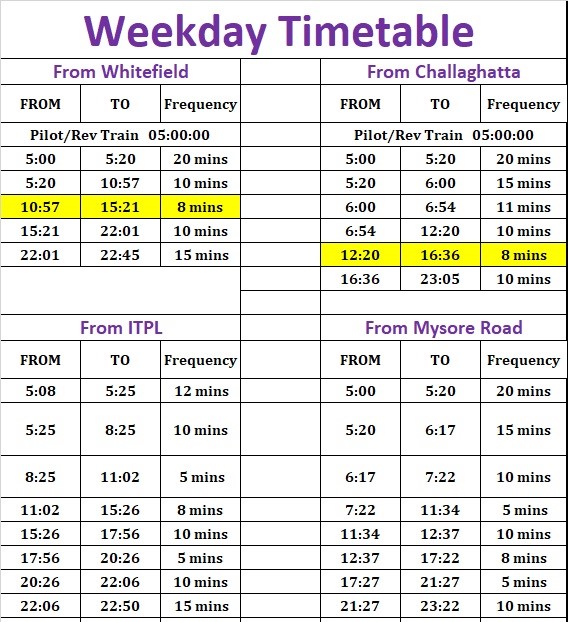 Weekday Timetable
From Whitefield From Challaghatta
FROM TO Frequency FROM TO Frequency
Pilot/Rev Train 05:00:00 Pilot/Rev Train 05:00:00
5:00 5:20 20 mins 5:00 5:20 20 mins
5:20 10:57 10 mins 5:20 6:00 15 mins
10:57 15:21 8 mins 6:00 6:54 11 mins
15:21 22:01 10 mins 6:54 12:20 10 mins
22:01 22:45 15 mins 12:20 16:36 8 mins
16:36 23:05 10 mins
From ITPL From Mysore Road
FROM TO Frequency FROM TO Frequency
5:08 5:25 12 mins 5:00 5:20 20 mins
5:25 8:25 10 mins 5:20 6:17 15 mins
8:25 11:02 5 mins 6:17 7:22 10 mins
11:02 15:26 8 mins 7:22 11:34 5 mins
15:26 17:56 10 mins 11:34 12:37 10 mins
17:56 20:26 5 mins 12:37 17:22 8 mins
20:26 22:06 10 mins 17:27 21:27 5 mins
22:06 22:50 15 mins 21:27 23:22 10 mins